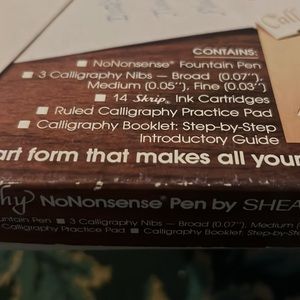 CONTAINS:
■ NoNonsense® Fountain Pen
■ 3 Calligraphy Nibs — Broad (0.07″),
Medium (0.05″), Fine (0.03″)
■ 14 Skrip® Ink Cartridges
■ Ruled Calligraphy Practice Pad
■ Calligraphy Booklet: Step-by-Step
Introductory Guide
art form that makes all your
NoNonsense® Pen by SHEA
Fountain Pen ■ 3 Calligraphy Nibs — Broad (0.07″), Medium
Calligraphy Practice Pad ■ Calligraphy Booklet: Step-by-Ste